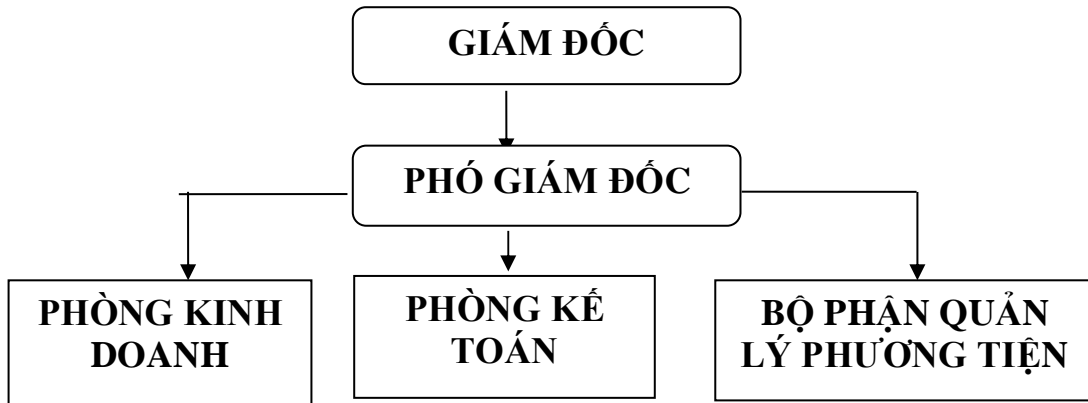 GIÁM ĐỐC
PHÓ GIÁM ĐỐC
PHÒNG KINH
DOANH
PHÒNG KẾ
TOÁN
BỘ PHẬN QUẢN
LÝ PHƯƠNG TIỆN